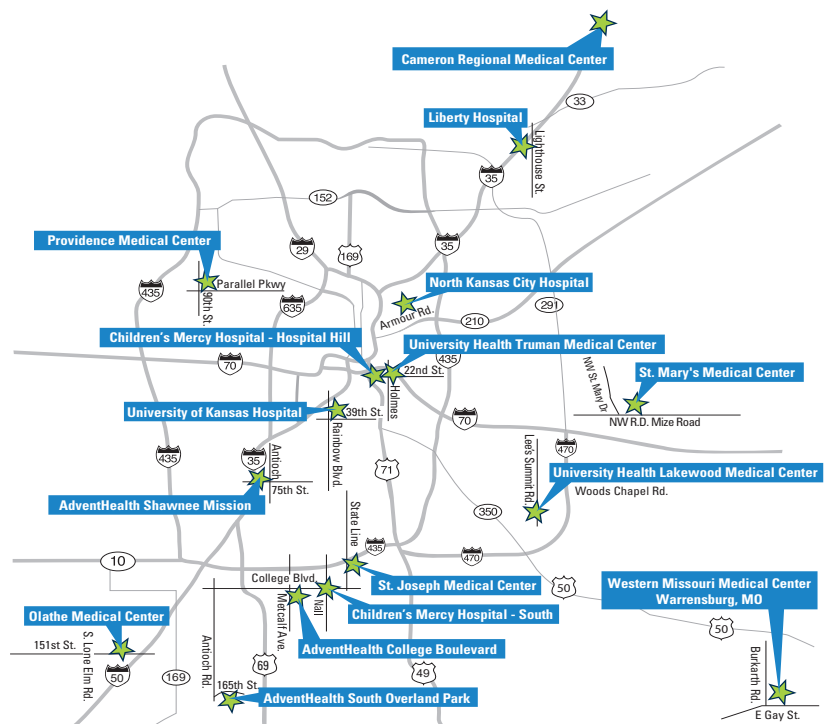 Cameron Regional Medical Center
33
Liberty Hospital
Lighthouse St.
35
152
Providence Medical Center
29
169
35
435
90th St.
Parallel Pkwy
635
North Kansas City Hospital
Armour Rd.
210
291
Children's Mercy Hospital - Hospital Hill
University Health Truman Medical Center
435
70
22nd St.
Holmes
NW St. Mary Dr
St. Mary's Medical Center
University of Kansas Hospital
39th St.
70
NW R.D. Mize Road
Rainbow Blvd.
435
35
Antioch
71
Lee's Summit Rd.
470
75th St.
University Health Lakewood Medical Center
Woods Chapel Rd.
AdventHealth Shawnee Mission
State Line
350
435
470
10
College Blvd
St. Joseph Medical Center
50
Western Missouri Medical Center
Warrensburg, MO
Metcalf Ave.
Nall
Children's Mercy Hospital - South
Olathe Medical Center
50
151st St.
S. Lone Elm Rd.
AdventHealth College Boulevard
Antioch Rd.
69
49
50
169
165th St.
AdventHealth South Overland Park
Burkarth Rd.
E Gay St.